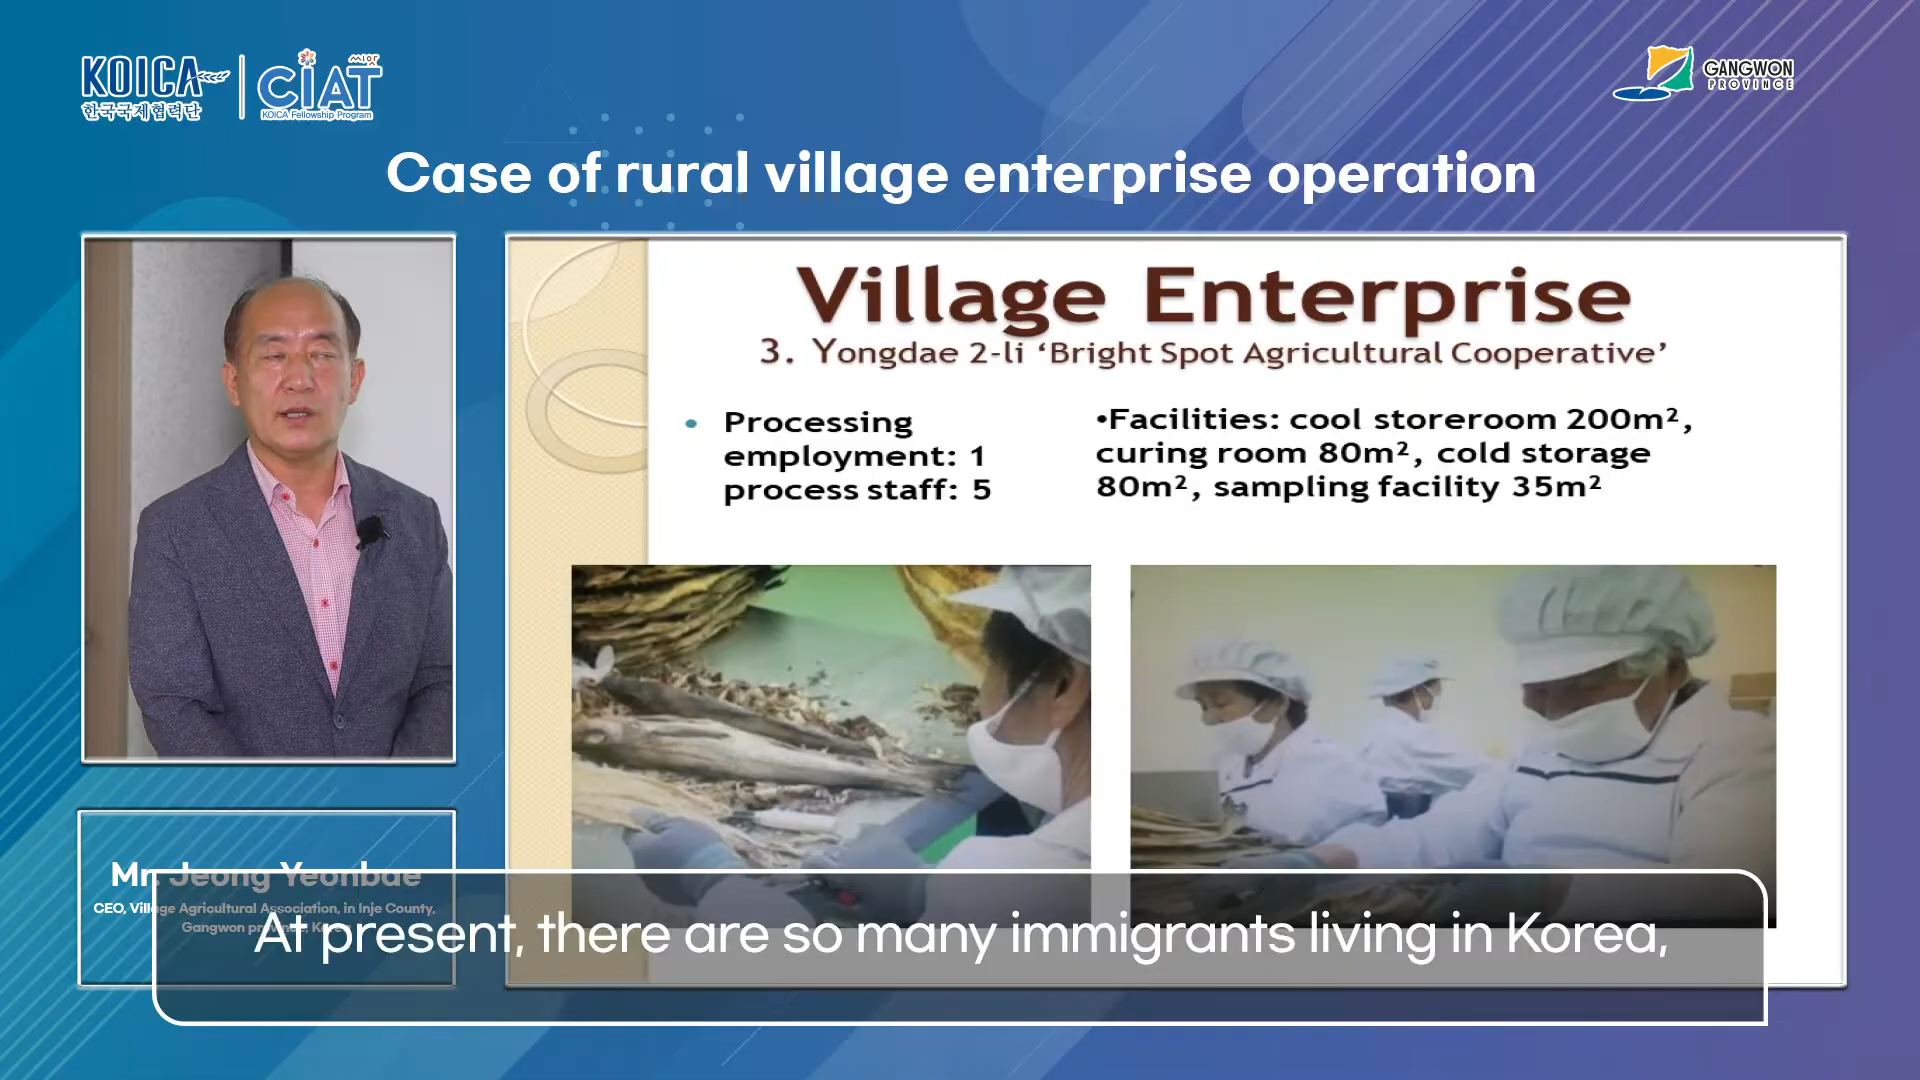 KOICA
한국국제협력단
씨앗
CIAT
KOICA Fellowship Program
GANGWON
PROVINCE
Case of rural village enterprise operation
Village Enterprise
3. Yongdae 2-li ‘Bright Spot Agricultural Cooperative’
• Processing
employment: 1
process staff: 5
•Facilities: cool storeroom 200m²,
curing room 80m², cold storage
80m², sampling facility 35m²
Mr. Jeong Yeonbae
CEO, Village Agricultural Association, in Inje County,
Gangwon province, Korea
At present, there are so many immigrants living in Korea,